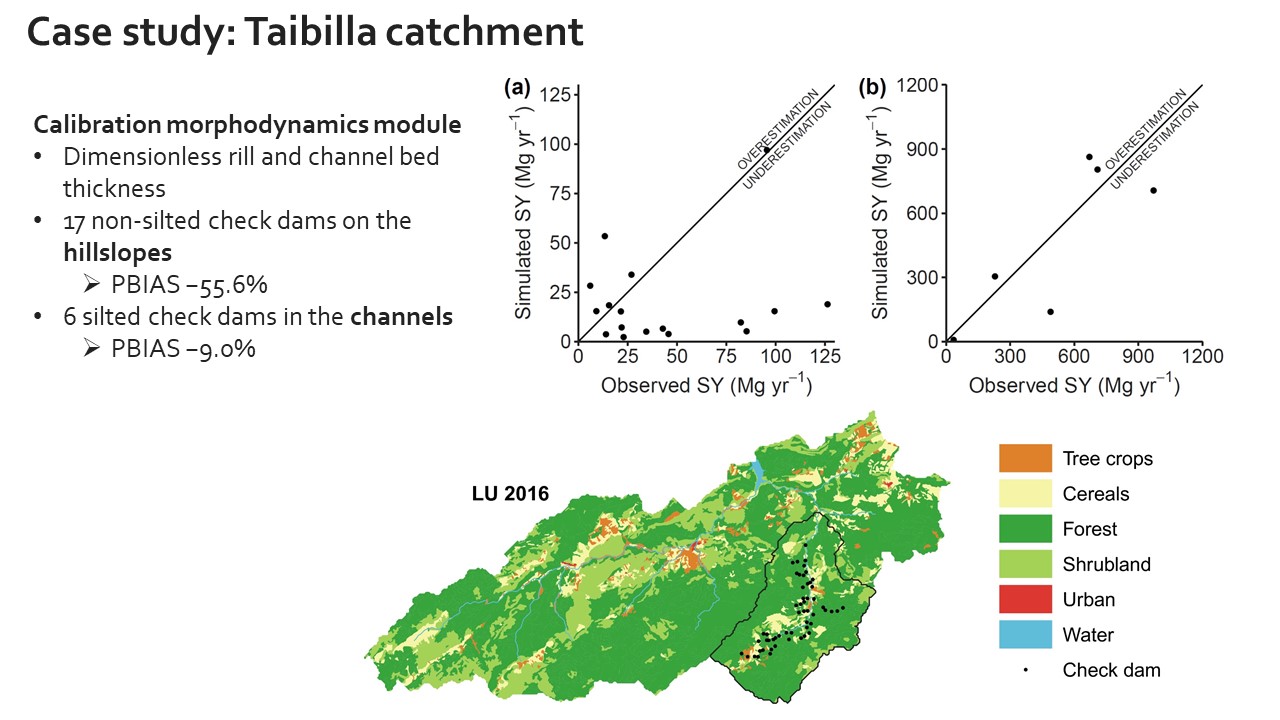 Case study: Taibilla catchment
Calibration morphodynamics module
• Dimensionless rill and channel bed
thickness
• 17 non-silted check dams on the
hillslopes
➢ PBIAS −55.6%
• 6 silted check dams in the channels
➢ PBIAS −9.0%
(a)
Simulated SY (Mg yr⁻¹)
125
100
75
50
25
0
OVERESTIMATION
UNDERESTIMATION
0 25 50 75 100 125
Observed SY (Mg yr⁻¹)
(b)
Simulated SY (Mg yr⁻¹)
1200
900
600
300
0
OVERESTIMATION
UNDERESTIMATION
0 300 600 900 1200
Observed SY (Mg yr⁻¹)
LU 2016
Tree crops
Cereals
Forest
Shrubland
Urban
Water
Check dam